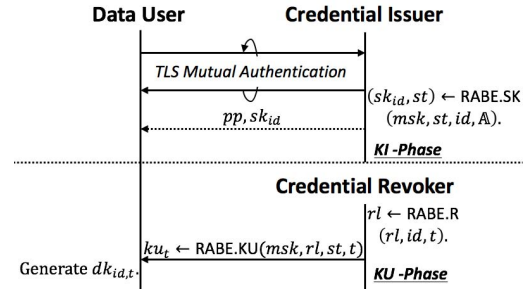 Data User Credential Issuer
TLS Mutual Authentication
(sk_id, st) ← RABE.SK
pp, sk_id (msk, st, id, 𝔸).
KI -Phase
Credential Revoker
rl ← RABE.R
(rl, id, t).
ku_t ← RABE.KU(msk, rl, st, t)
Generate dk_id,t.
KU -Phase